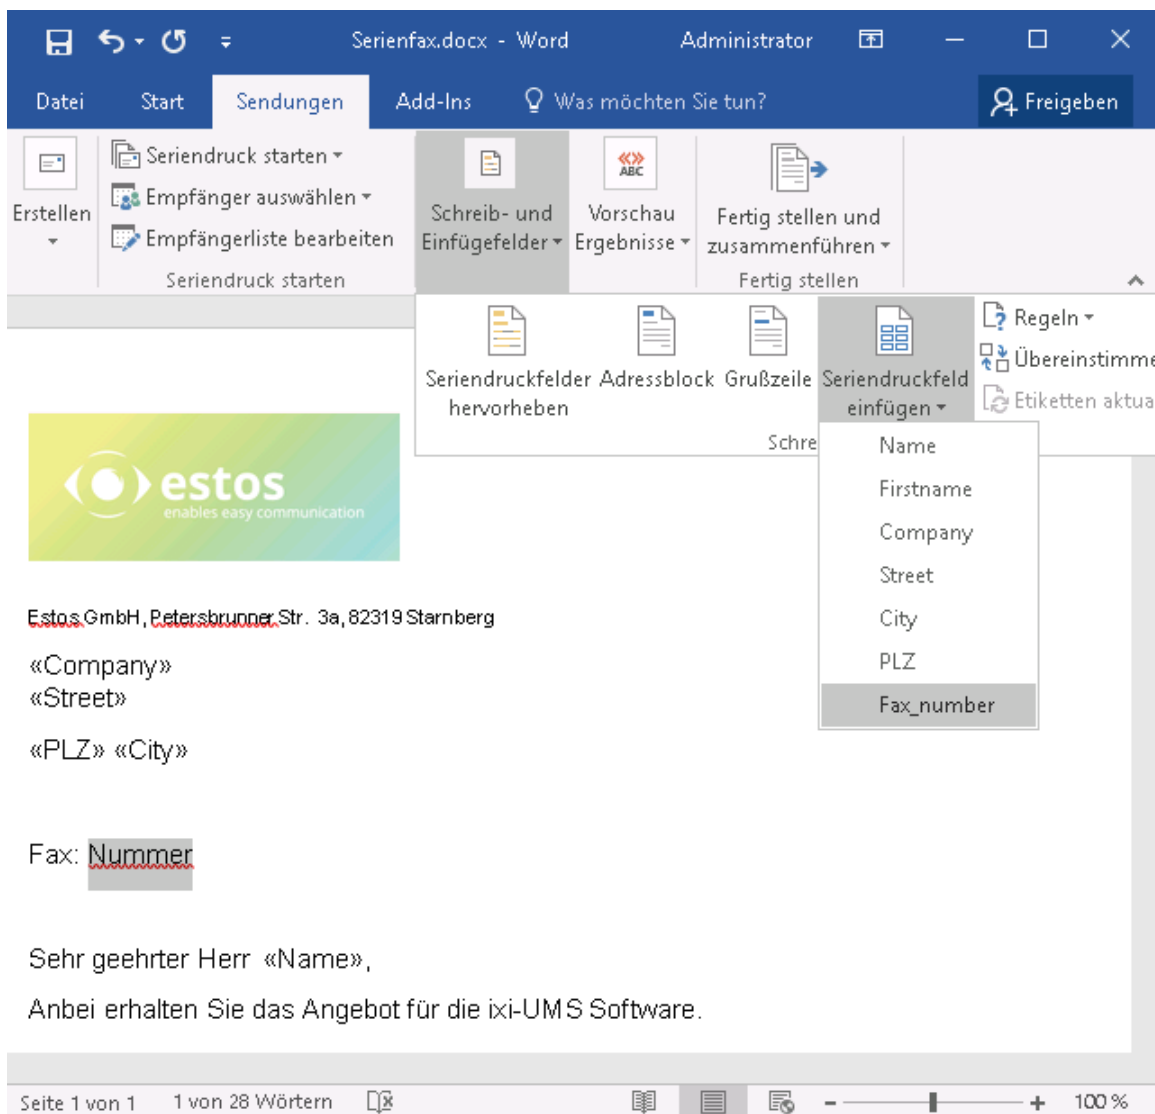 Serienfax.docx - Word Administrator
Datei Start Sendungen Add-Ins Was möchten Sie tun? Freigeben
Erstellen
Seriendruck starten
Empfänger auswählen
Empfängerliste bearbeiten
Seriendruck starten
Schreib- und
Einfügefelder
ABC
Vorschau
Ergebnisse
Fertig stellen und
zusammenführen
Fertig stellen
Seriendruckfelder
hervorheben
Adressblock
Grußzeile
Seriendruckfeld
einfügen
Regeln
Übereinstimme
Etiketten aktua
Schre
Name
Firstname
Company
Street
City
PLZ
Fax_number
estos
enables easy communication
Estos GmbH, Petersbrunner Str. 3a, 82319 Starnberg
«Company»
«Street»
«PLZ» «City»
Fax: Nummer
Sehr geehrter Herr «Name»,
Anbei erhalten Sie das Angebot für die ixi-UMS Software.
Seite 1 von 1 1 von 28 Wörtern 100 %